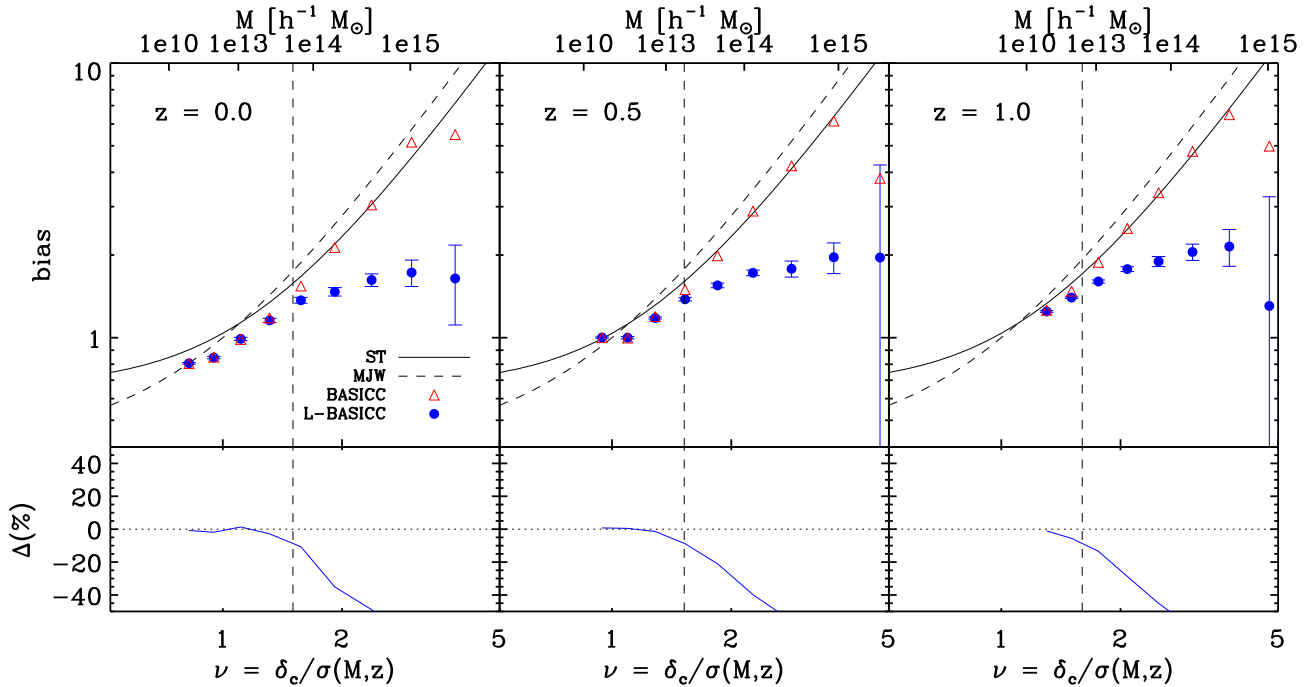 M [h⁻¹ M⊙] M [h⁻¹ M⊙] M [h⁻¹ M⊙]
1e10 1e13 1e14 1e15 1e10 1e13 1e14 1e15 1e10 1e13 1e14 1e15
10
z = 0.0 z = 0.5 z = 1.0
bias
1
ST
MJW
BASICC
L-BASICC
40
20
0
-20
-40
Δ(%)
1 2 5 1 2 5 1 2 5
ν = δc/σ(M,z) ν = δc/σ(M,z) ν = δc/σ(M,z)